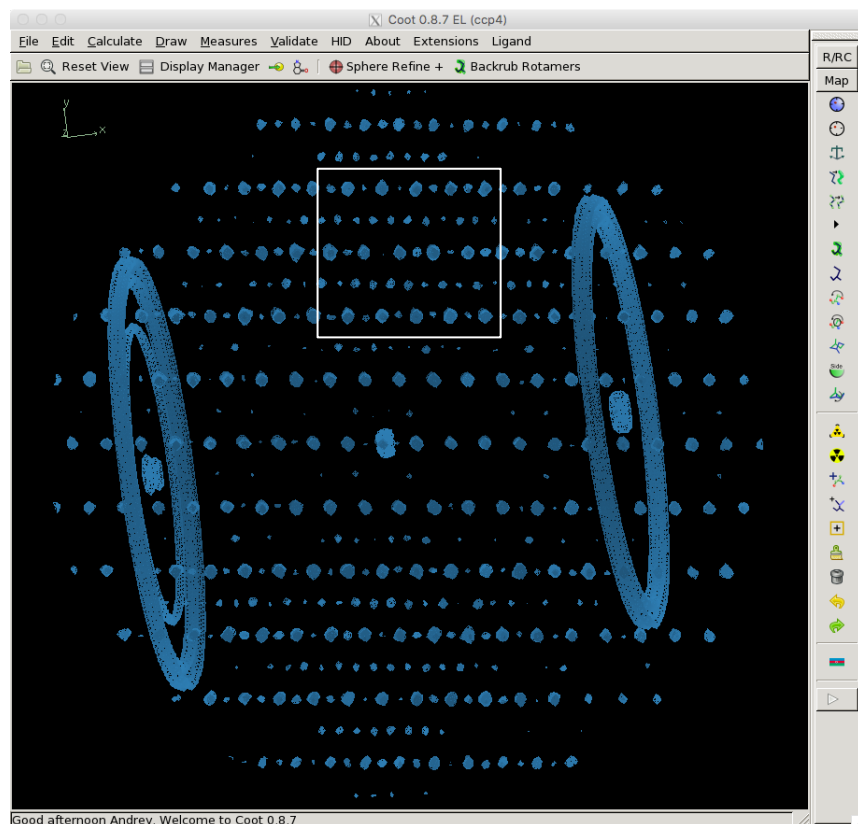 Coot 0.8.7 EL (ccp4)
File Edit Calculate Draw Measures Validate HID About Extensions Ligand
Reset View Display Manager Sphere Refine + Backrub Rotamers
R/RC
Map
y
x
z
Side
Good afternoon Andrey. Welcome to Coot 0.8.7